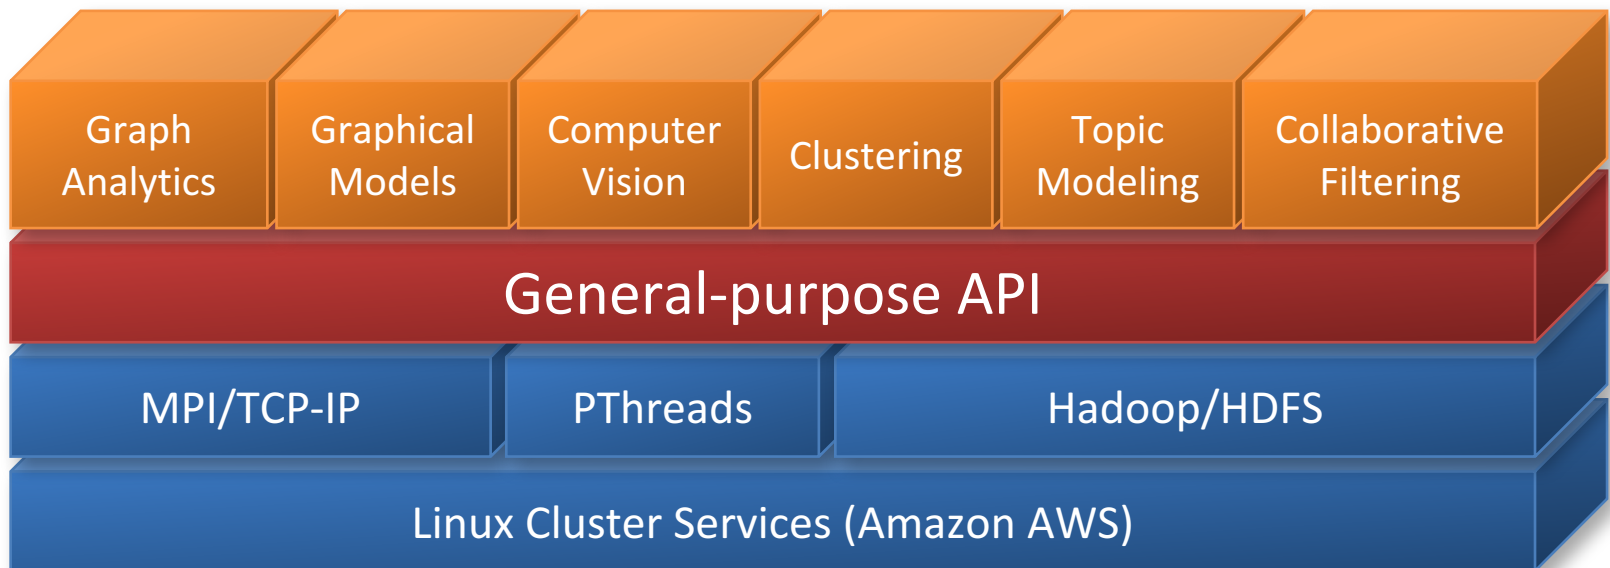 Graph
Analytics
Graphical
Models
Computer
Vision
Clustering
Topic
Modeling
Collaborative
Filtering
General-purpose API
MPI/TCP-IP
PThreads
Hadoop/HDFS
Linux Cluster Services (Amazon AWS)